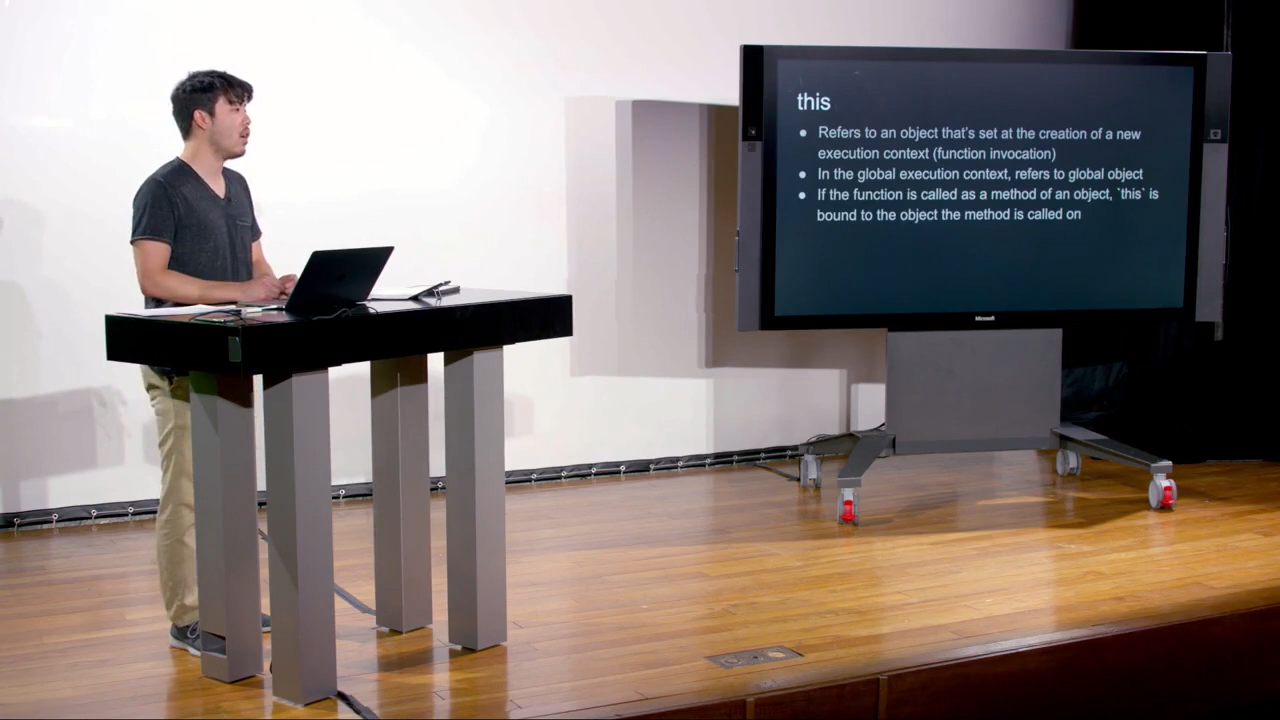 this
● Refers to an object that's set at the creation of a new
execution context (function invocation)
● In the global execution context, refers to global object
● If the function is called as a method of an object, `this` is
bound to the object the method is called on
Microsoft